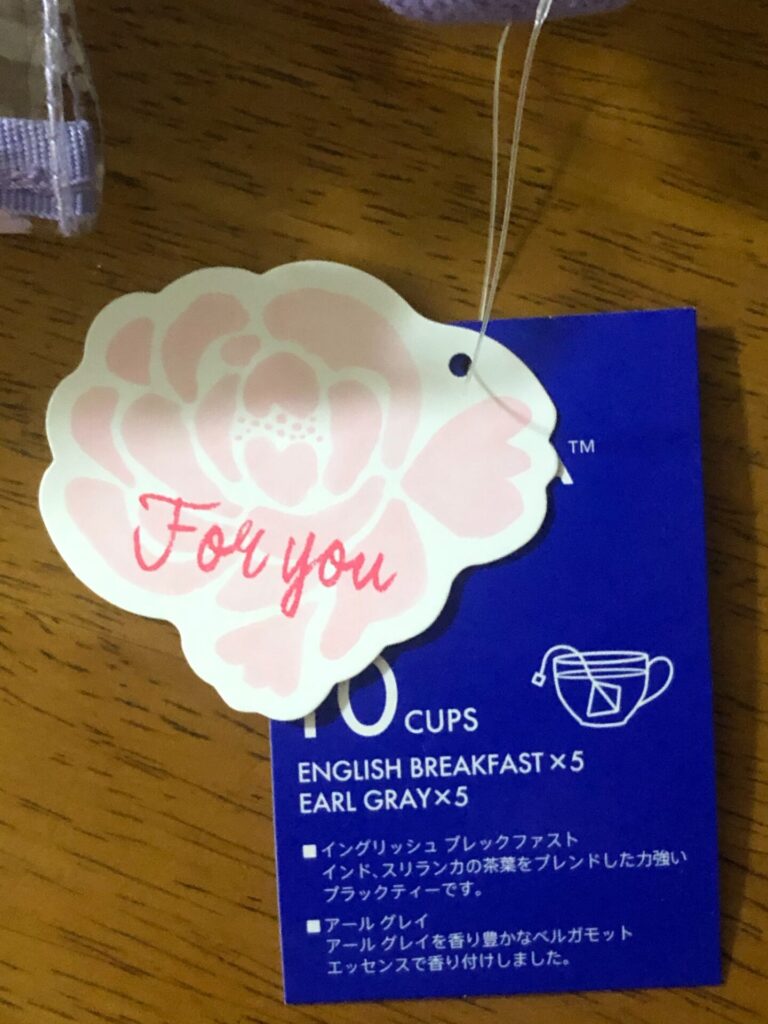 For you
™
10 CUPS
ENGLISH BREAKFAST ×5
EARL GRAY×5
■イングリッシュ ブレックファスト
インド、スリランカの茶葉をブレンドした力強い
ブラックティーです。
■アール グレイ
アール グレイを香り豊かなベルガモット
エッセンスで香り付けしました。